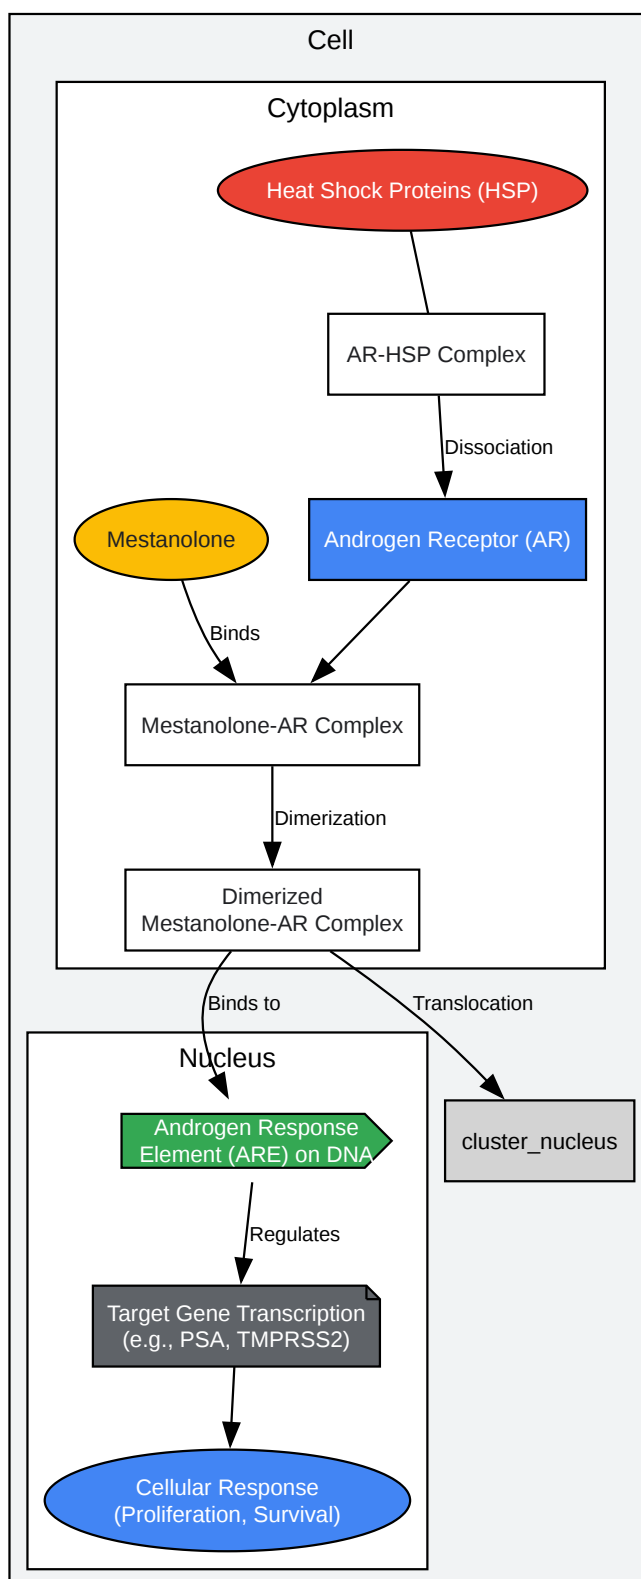 Cell
Cytoplasm
Heat Shock Proteins (HSP)
AR-HSP Complex
Dissociation
Mestanolone
Androgen Receptor (AR)
Binds
Mestanolone-AR Complex
Dimerization
Dimerized
Mestanolone-AR Complex
Binds to
Translocation
Nucleus
Androgen Response
Element (ARE) on DNA
cluster_nucleus
Regulates
Target Gene Transcription
(e.g., PSA, TMPRSS2)
Cellular Response
(Proliferation, Survival)